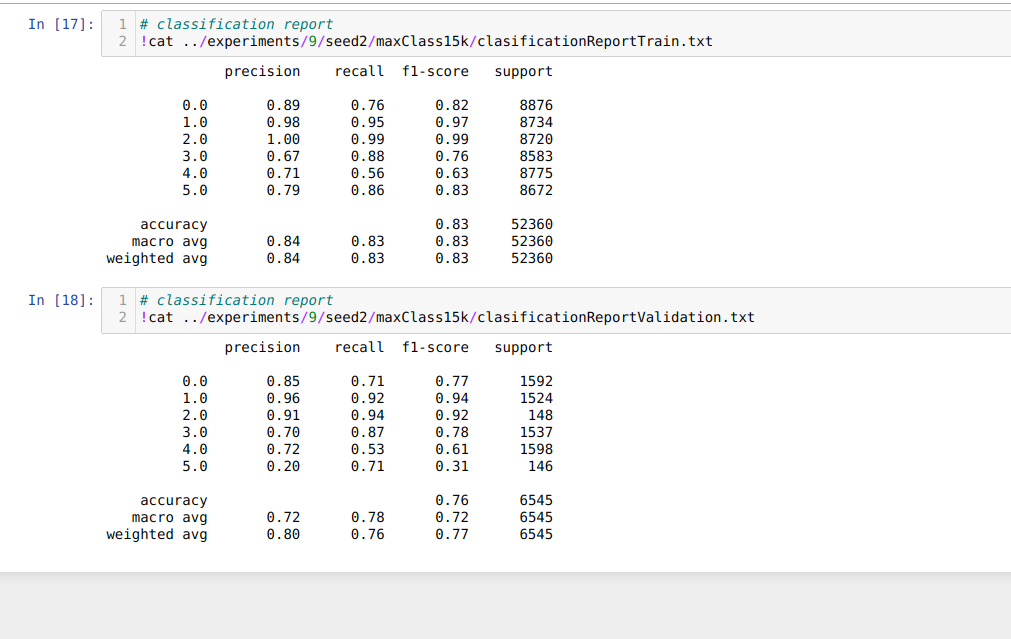 In [17]:
1 # classification report
2 !cat ../experiments/9/seed2/maxClass15k/clasificationReportTrain.txt
precision recall f1-score support
0.0 0.89 0.76 0.82 8876
1.0 0.98 0.95 0.97 8734
2.0 1.00 0.99 0.99 8720
3.0 0.67 0.88 0.76 8583
4.0 0.71 0.56 0.63 8775
5.0 0.79 0.86 0.83 8672
accuracy 0.83 52360
macro avg 0.84 0.83 0.83 52360
weighted avg 0.84 0.83 0.83 52360
In [18]:
1 # classification report
2 !cat ../experiments/9/seed2/maxClass15k/clasificationReportValidation.txt
precision recall f1-score support
0.0 0.85 0.71 0.77 1592
1.0 0.96 0.92 0.94 1524
2.0 0.91 0.94 0.92 148
3.0 0.70 0.87 0.78 1537
4.0 0.72 0.53 0.61 1598
5.0 0.20 0.71 0.31 146
accuracy 0.76 6545
macro avg 0.72 0.78 0.72 6545
weighted avg 0.80 0.76 0.77 6545